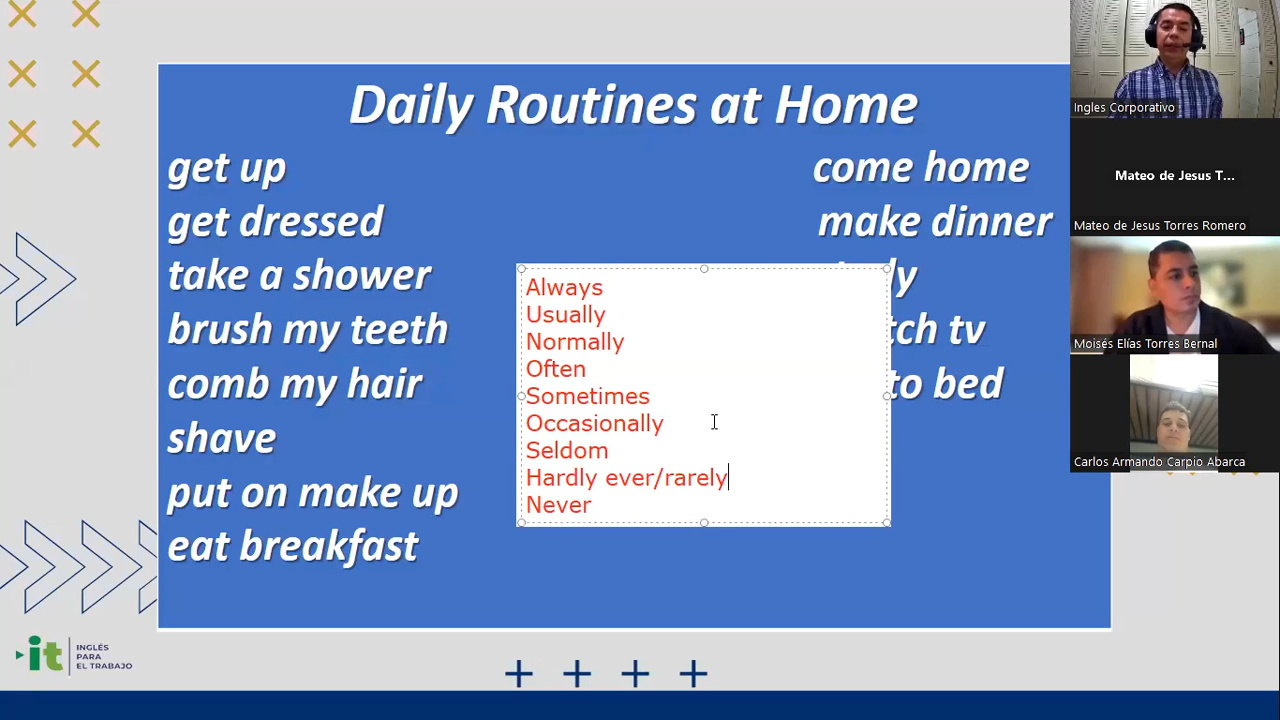 Daily Routines at Home
get up
get dressed
take a shower
brush my teeth
comb my hair
shave
put on make up
eat breakfast
come home
make dinner
tv
to bed
Always
Usually
Normally
Often
Sometimes
Occasionally
Seldom
Hardly ever/rarely
Never
it
INGLÉS
PARA
EL TRABAJO
Ingles Corporativo
Mateo de Jesus T...
Mateo de Jesus Torres Romero
Moisés Elías Torres Bernal
Carlos Armando Carpio Abarca